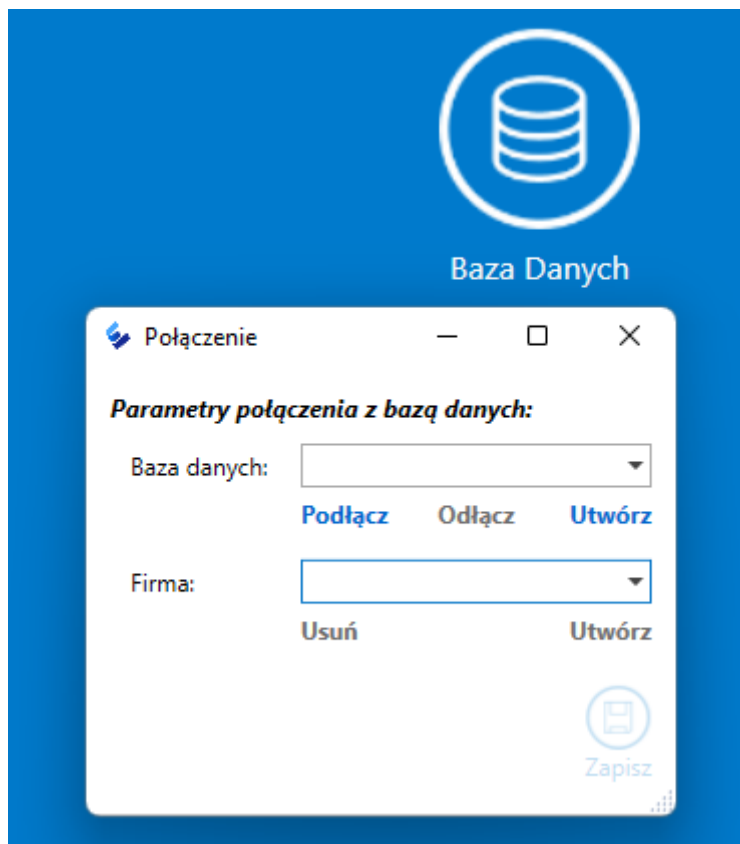 Baza Danych
Połączenie
Parametry połączenia z bazą danych:
Baza danych:
Podłącz Odłącz Utwórz
Firma:
Usuń Utwórz
Zapisz